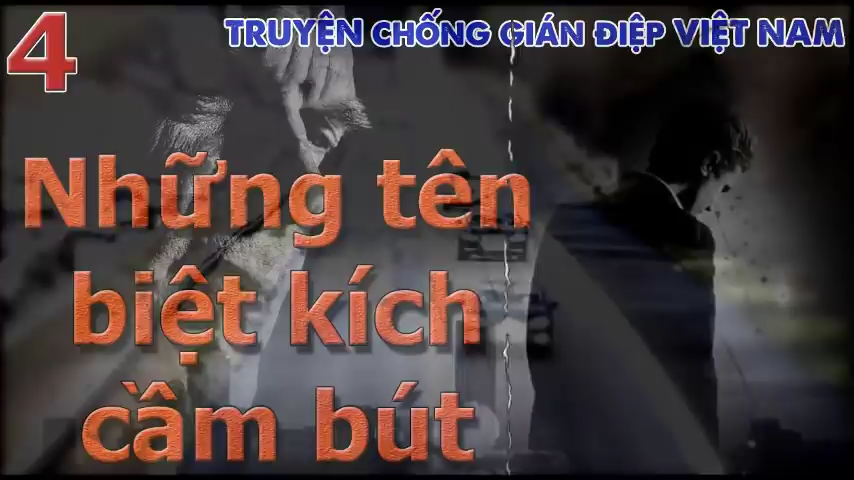 4
TRUYỆN CHỐNG GIÁN ĐIỆP VIỆT NAM
Những tên
biệt kích
cầm bút